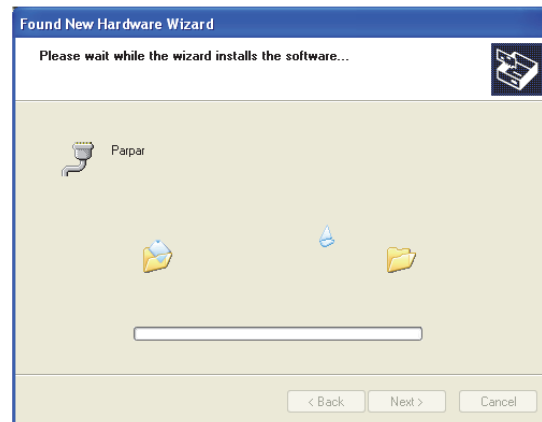 Found New Hardware Wizard
Please wait while the wizard installs the software...
Parpar
< Back
Next >
Cancel